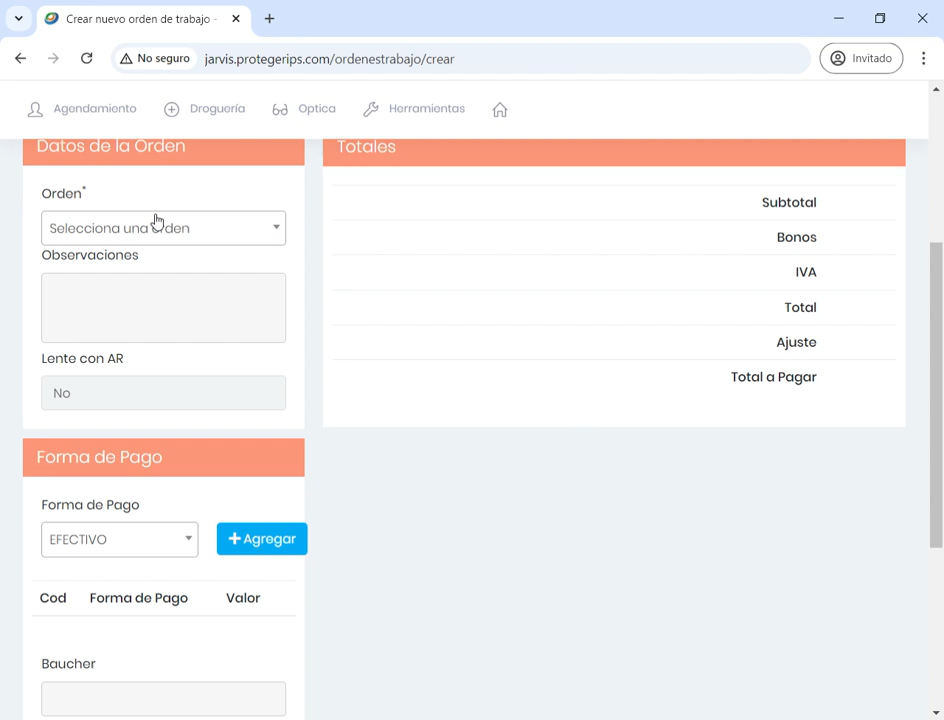 Crear nuevo orden de trabajo -
No seguro
jarvis.protegerips.com/ordenestrabajo/crear
Invitado
Agendamiento
Droguería
Optica
Herramientas
Datos de la Orden
Orden*
Selecciona una orden
Observaciones
Lente con AR
No
Totales
Subtotal
Bonos
IVA
Total
Ajuste
Total a Pagar
Forma de Pago
Forma de Pago
EFECTIVO
+Agregar
Cod Forma de Pago Valor
Baucher